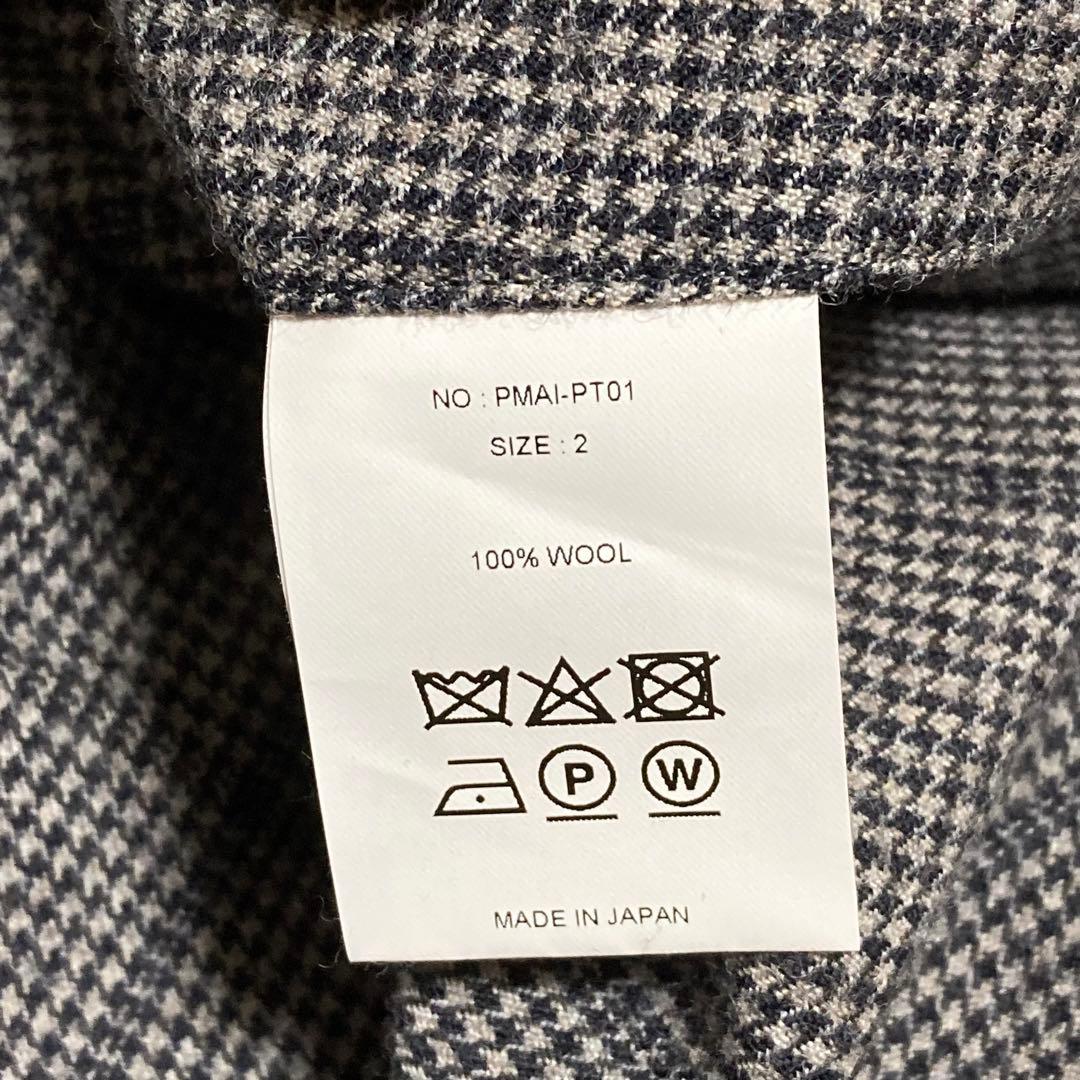 NO : PMAI-PT01
SIZE : 2
100% WOOL
P W
MADE IN JAPAN